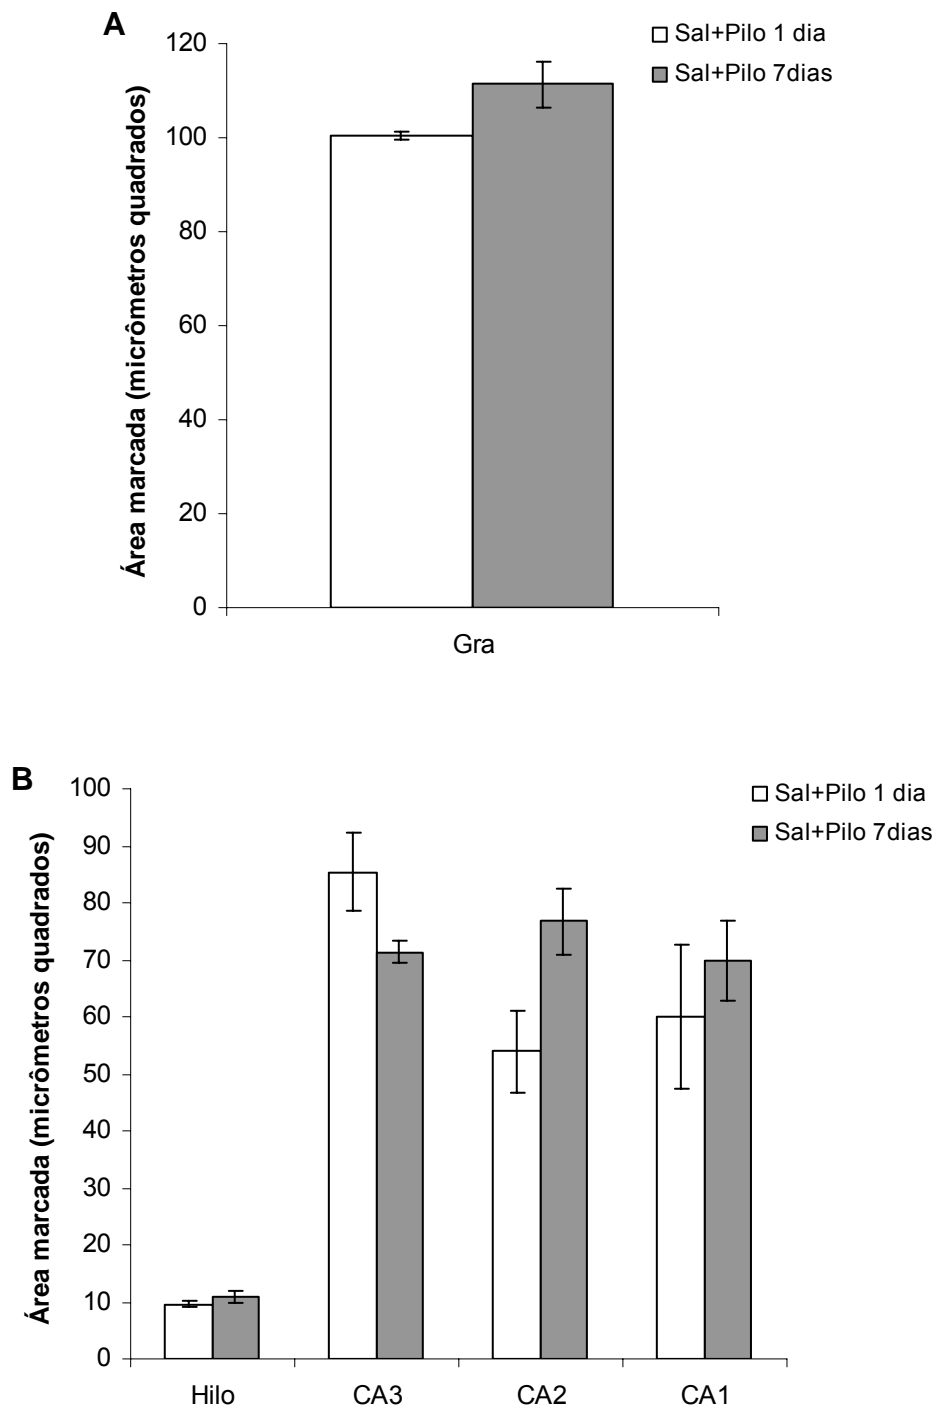 A
Sal+Pilo 1 dia
Sal+Pilo 7dias
Área marcada (micrômetros quadrados)
120
100
80
60
40
20
0
Gra
B
Sal+Pilo 1 dia
Sal+Pilo 7dias
Área marcada (micrômetros quadrados)
100
90
80
70
60
50
40
30
20
10
0
Hilo CA3 CA2 CA1